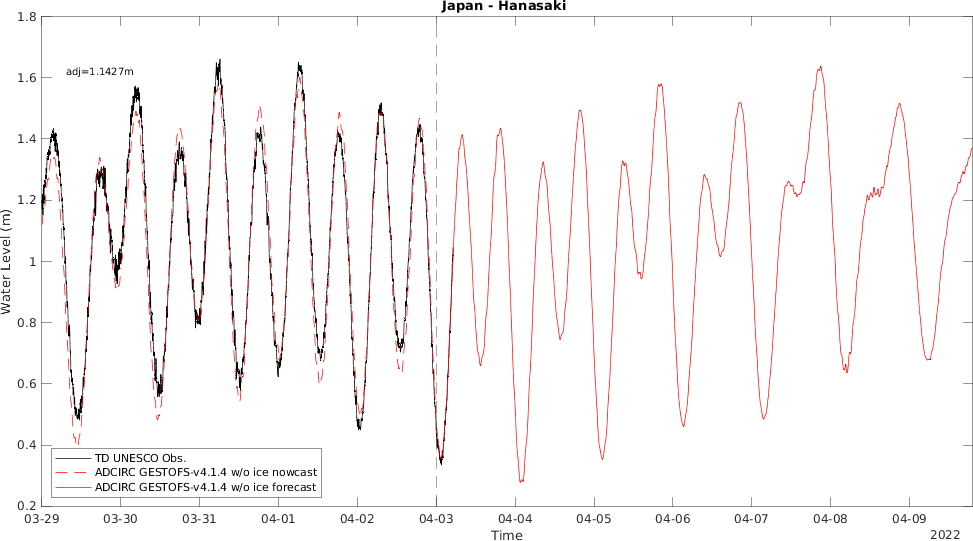 Japan - Hanasaki
adj=1.1427m
Water Level (m)
1.8
1.6
1.4
1.2
1
0.8
0.6
0.4
0.2
TD UNESCO Obs.
ADCIRC GESTOFS-v4.1.4 w/o ice nowcast
ADCIRC GESTOFS-v4.1.4 w/o ice forecast
03-29 03-30 03-31 04-01 04-02 04-03 04-04 04-05 04-06 04-07 04-08 04-09
Time
2022